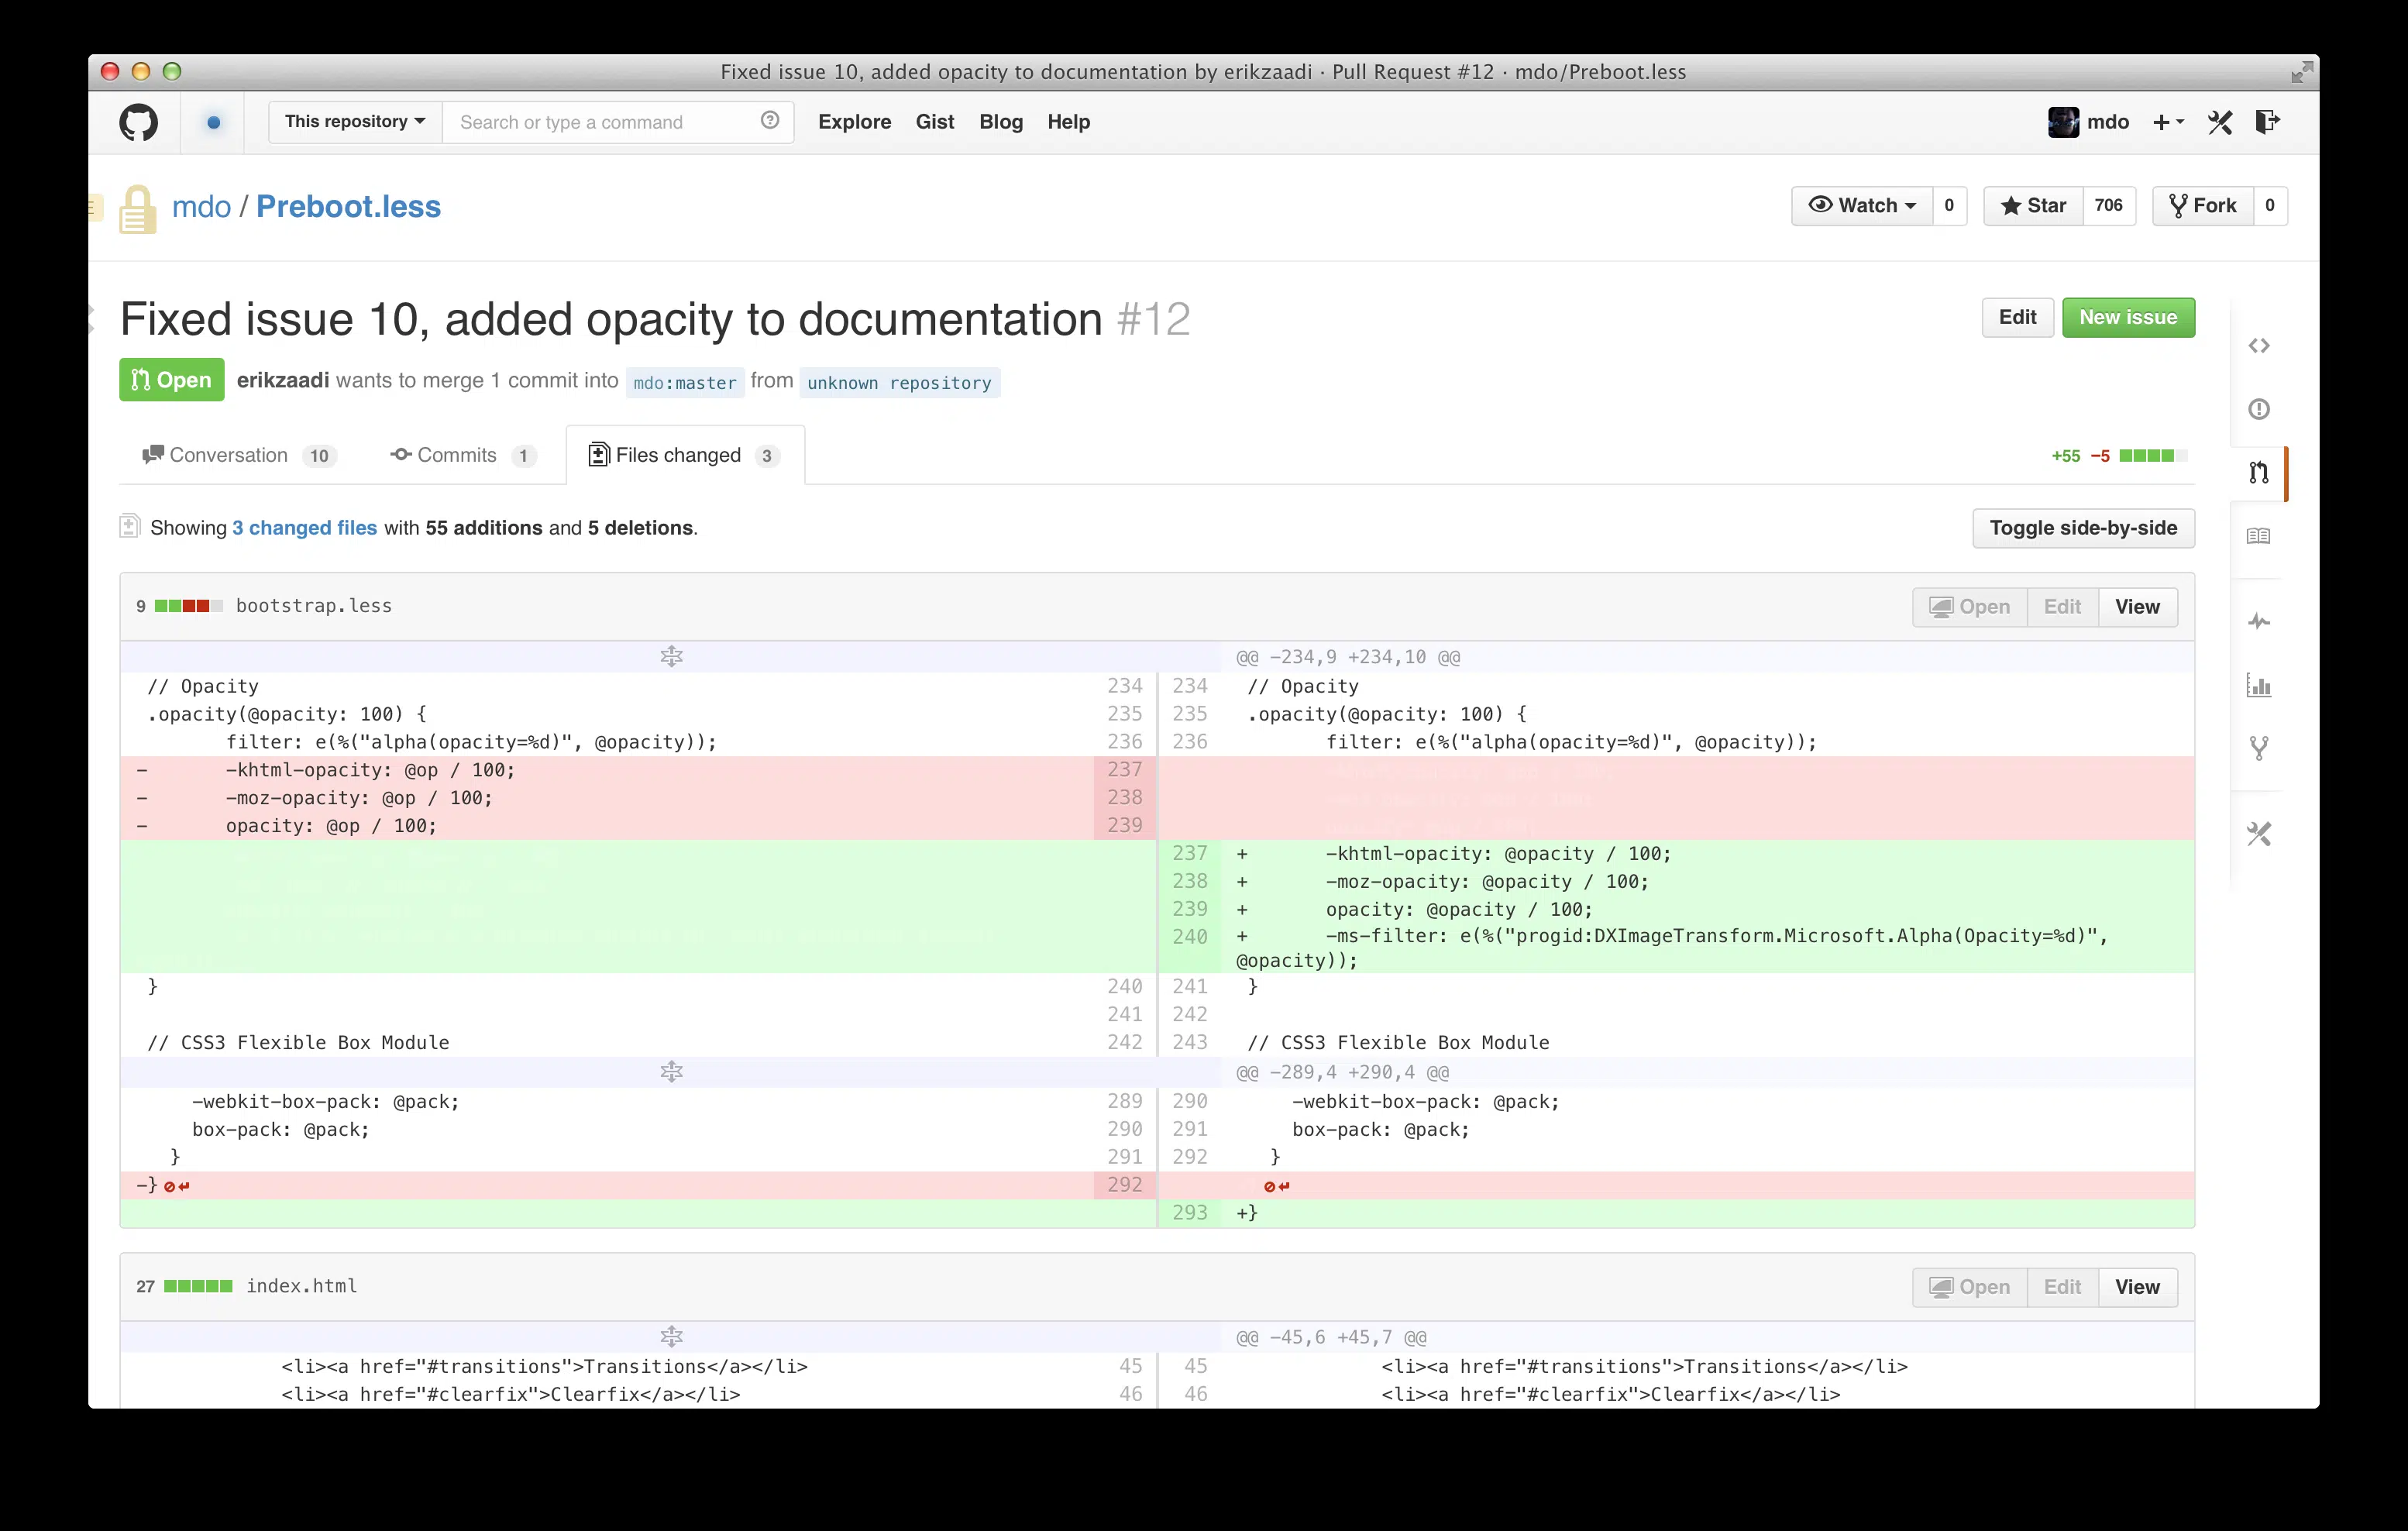 Fixed issue 10, added opacity to documentation by erikzaadi · Pull Request #12 · mdo/Preboot.less
This repository Search or type a command Explore Gist Blog Help mdo
mdo / Preboot.less Watch 0 Star 706 Fork 0
Fixed issue 10, added opacity to documentation #12 Edit New issue
Open erikzaadi wants to merge 1 commit into mdo:master from unknown repository
Conversation 10 Commits 1 Files changed 3 +55 −5
Showing 3 changed files with 55 additions and 5 deletions. Toggle side-by-side
9 bootstrap.less Open Edit View
@@ -234,9 +234,10 @@
// Opacity 234 234 // Opacity
.opacity(@opacity: 100) { 235 235 .opacity(@opacity: 100) {
filter: e(%("alpha(opacity=%d)", @opacity)); 236 236 filter: e(%("alpha(opacity=%d)", @opacity));
- -khtml-opacity: @op / 100; 237
- -moz-opacity: @op / 100; 238
- opacity: @op / 100; 239
237 + -khtml-opacity: @opacity / 100;
238 + -moz-opacity: @opacity / 100;
239 + opacity: @opacity / 100;
240 + -ms-filter: e(%("progid:DXImageTransform.Microsoft.Alpha(Opacity=%d)",
@opacity));
} 240 241 }
241 242
// CSS3 Flexible Box Module 242 243 // CSS3 Flexible Box Module
@@ -289,4 +290,4 @@
-webkit-box-pack: @pack; 289 290 -webkit-box-pack: @pack;
box-pack: @pack; 290 291 box-pack: @pack;
} 291 292 }
-} 292
293 +}
27 index.html Open Edit View
@@ -45,6 +45,7 @@
<li><a href="#transitions">Transitions</a></li> 45 45 <li><a href="#transitions">Transitions</a></li>
<li><a href="#clearfix">Clearfix</a></li> 46 46 <li><a href="#clearfix">Clearfix</a></li>